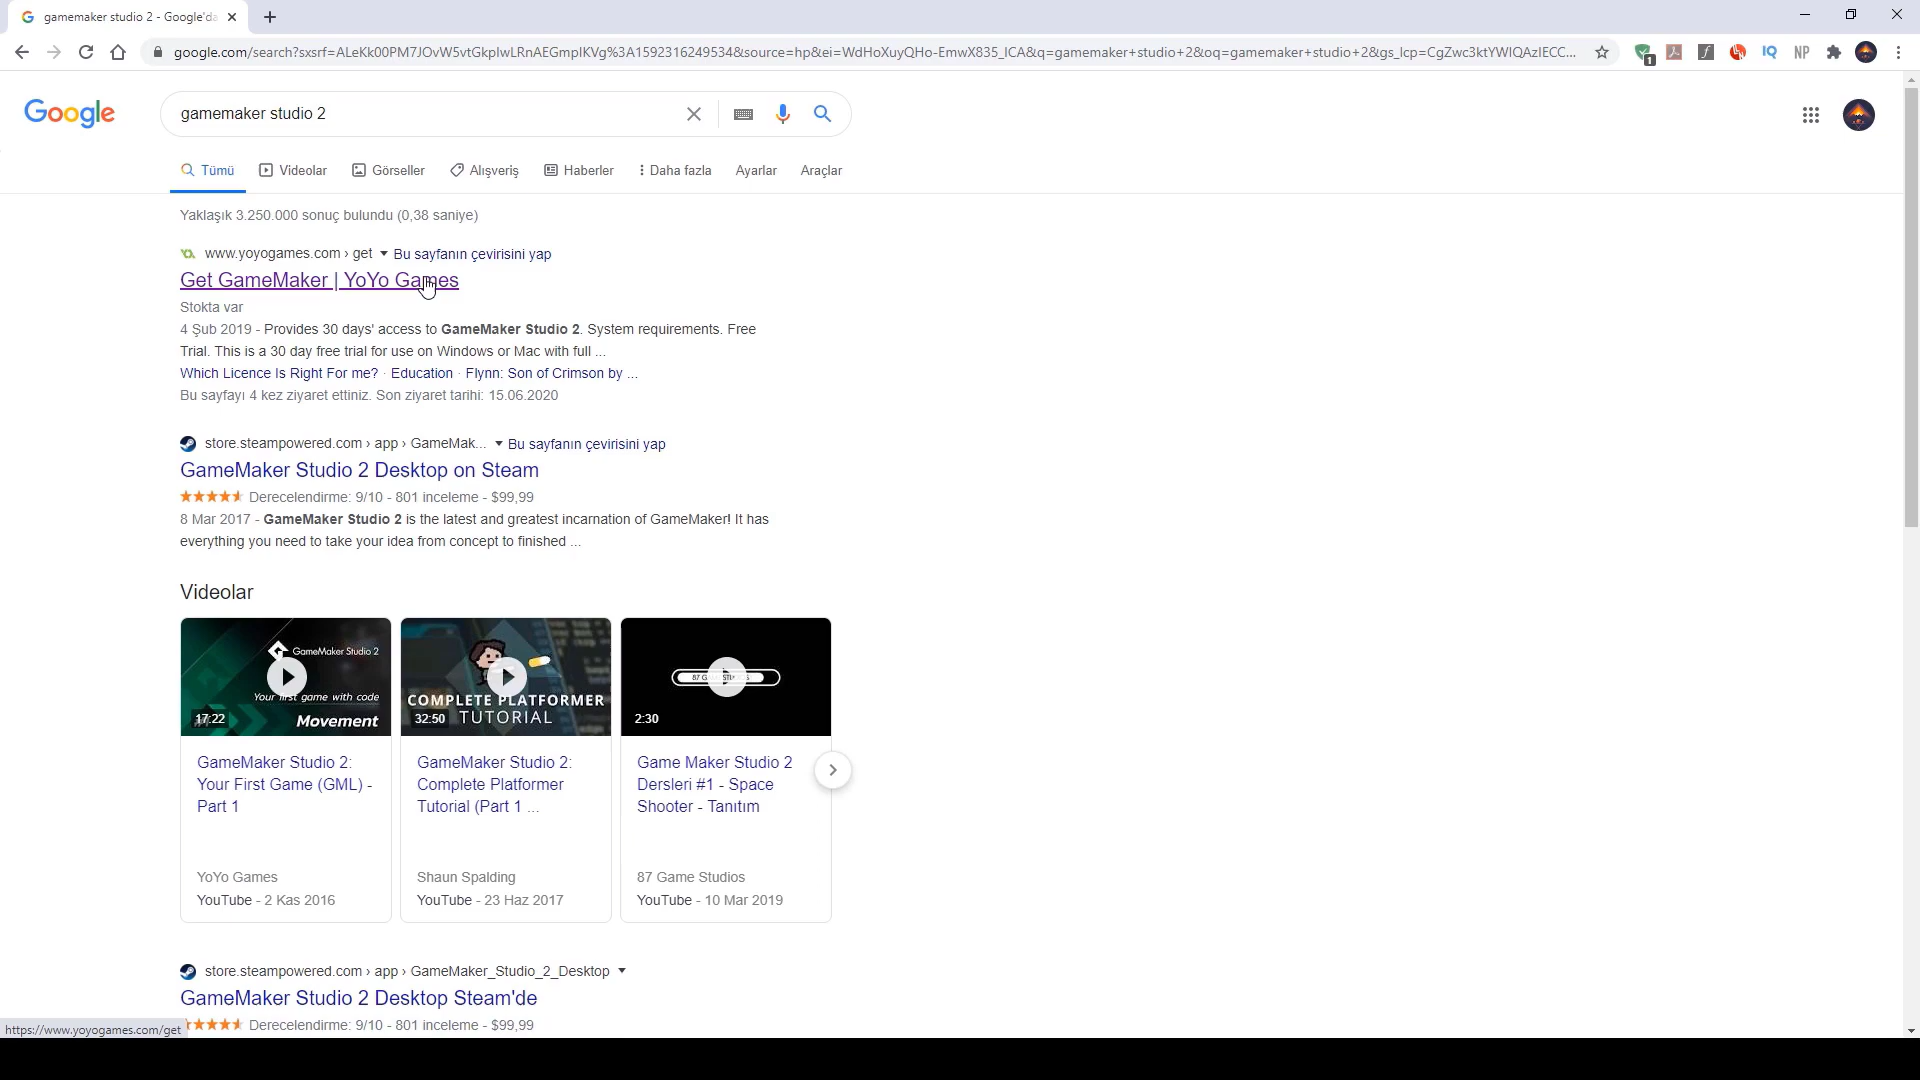 gamemaker studio 2 - Google'da
google.com/search?sxsrf=ALeKk00PM7JOvW5vtGkpIwLRnAEGmpIKVg%3A1592316249534&source=hp&ei=WdHoXuyQHo-EmwX835_ICA&q=gamemaker+studio+2&oq=gamemaker+studio+2&gs_lcp=CgZwc3ktYWIQAzIECC...
1
IQ
NP
Google
gamemaker studio 2
Tümü
Videolar
Görseller
Alışveriş
Haberler
Daha fazla
Ayarlar
Araçlar
Yaklaşık 3.250.000 sonuç bulundu (0,38 saniye)
www.yoyogames.com › get
Bu sayfanın çevirisini yap
Get GameMaker | YoYo Games
Stokta var
4 Şub 2019 - Provides 30 days' access to GameMaker Studio 2. System requirements. Free
Trial. This is a 30 day free trial for use on Windows or Mac with full ...
Which Licence Is Right For me? · Education · Flynn: Son of Crimson by ...
Bu sayfayı 4 kez ziyaret ettiniz. Son ziyaret tarihi: 15.06.2020
store.steampowered.com › app › GameMak...
Bu sayfanın çevirisini yap
GameMaker Studio 2 Desktop on Steam
Derecelendirme: 9/10 - 801 inceleme - $99,99
8 Mar 2017 - GameMaker Studio 2 is the latest and greatest incarnation of GameMaker! It has
everything you need to take your idea from concept to finished ...
Videolar
GameMaker Studio 2
Your first game with code
17:22
Movement
COMPLETE PLATFORMER
32:50
TUTORIAL
2:30
GameMaker Studio 2:
Your First Game (GML) -
Part 1
YoYo Games
YouTube - 2 Kas 2016
GameMaker Studio 2:
Complete Platformer
Tutorial (Part 1 ...
Shaun Spalding
YouTube - 23 Haz 2017
Game Maker Studio 2
Dersleri #1 - Space
Shooter - Tanıtım
87 Game Studios
YouTube - 10 Mar 2019
store.steampowered.com › app › GameMaker_Studio_2_Desktop
GameMaker Studio 2 Desktop Steam'de
Derecelendirme: 9/10 - 801 inceleme - $99,99
https://www.yoyogames.com/get